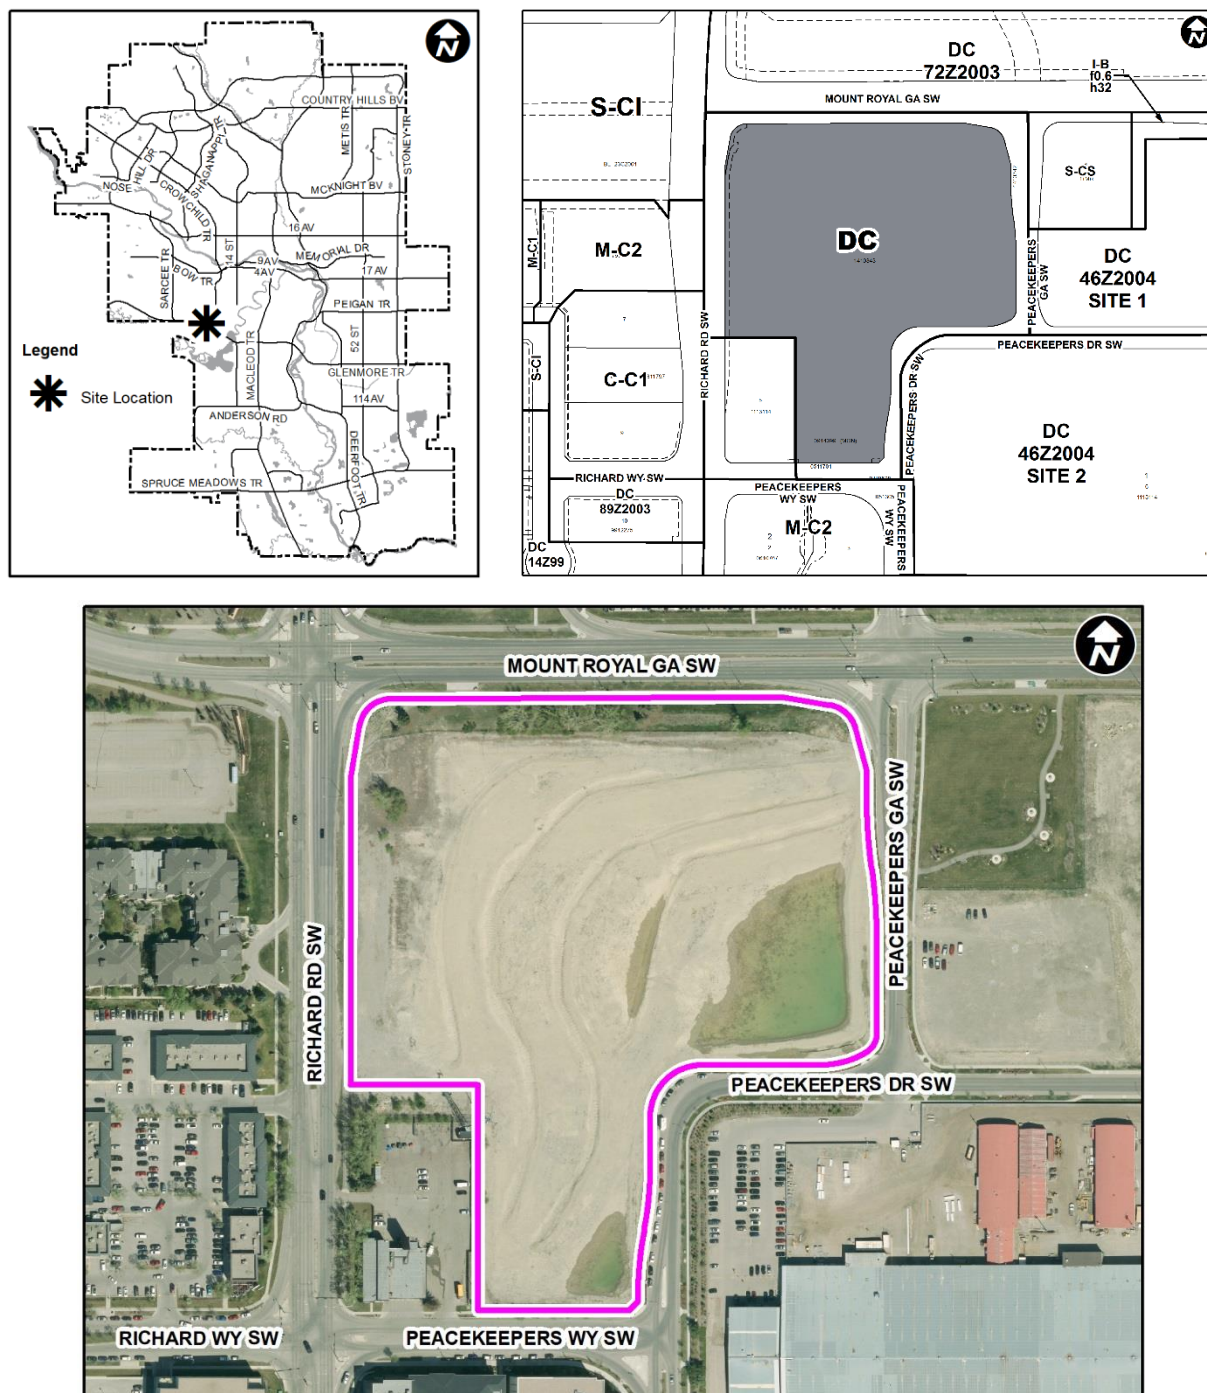 N
COUNTRY HILLS BV
METIS TR
STONEY TR
SHAGANAPPI TR
NOSE HILL DR
CROWCHILD TR
MCKNIGHT BV
16 AV
SARCEE TR
BOW TR
14 ST
9AV
4AV
MEMORIAL DR
17 AV
PEIGAN TR
52 ST
MACLEOD TR
GLENMORE TR
114 AV
ANDERSON RD
DEERFOOT TR
SPRUCE MEADOWS TR
Legend
Site Location
N
DC
72Z2003
I-B
f0.6
h32
MOUNT ROYAL GA SW
S-CI
S-CS
M-C1
M-C2
DC
PEACEKEEPERS
GA SW
DC
46Z2004
SITE 1
RICHARD RD SW
PEACEKEEPERS DR SW
S-CI
7
C-C1
PEACEKEEPERS DR SW
DC
46Z2004
SITE 2
RICHARD WY SW
PEACEKEEPERS
WY SW
DC
89Z2003
M-C2
PEACEKEEPERS
WY SW
DC
14Z99
N
MOUNT ROYAL GA SW
RICHARD RD SW
PEACEKEEPERS GA SW
PEACEKEEPERS DR SW
RICHARD WY SW
PEACEKEEPERS WY SW